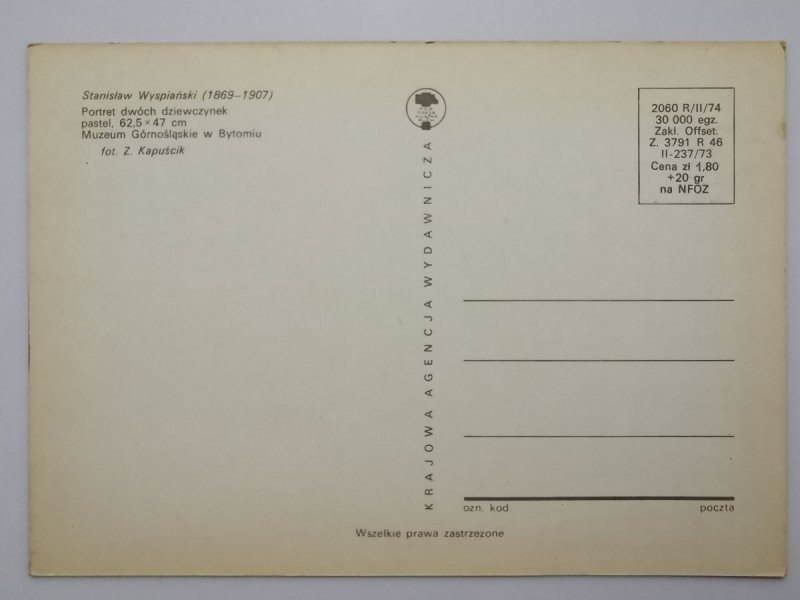 Stanisław Wyspiański (1869–1907)
Portret dwóch dziewczynek
pastel, 62,5 × 47 cm
Muzeum Górnośląskie w Bytomiu
fot. Z. Kapuścik
KRAJOWA AGENCJA WYDAWNICZA
2060 R/II/74
30 000 egz.
Zakł. Offset.
Z. 3791 R 46
II-237/73
Cena zł 1,80
+20 gr
na NFOZ
ozn. kod
poczta
Wszelkie prawa zastrzeżone